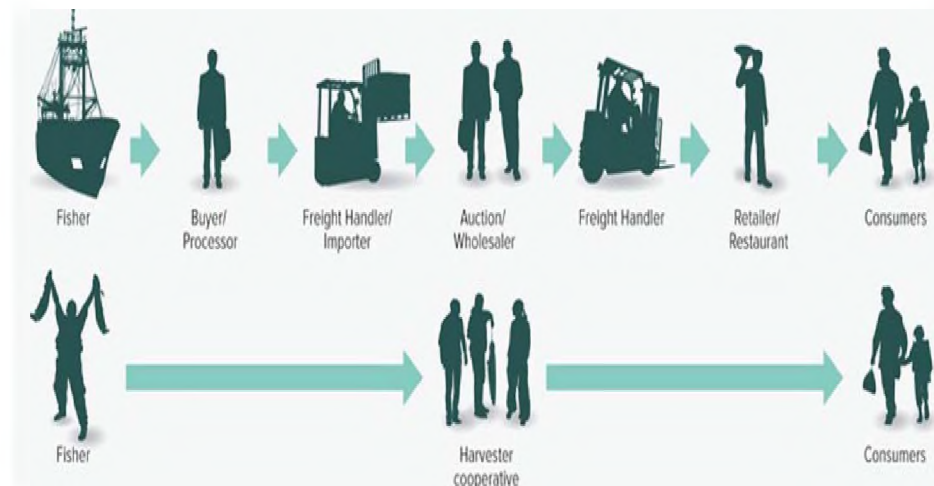 Fisher
Buyer/
Processor
Freight Handler/
Importer
Auction/
Wholesaler
Freight Handler
Retailer/
Restaurant
Consumers
Fisher
Harvester
cooperative
Consumers